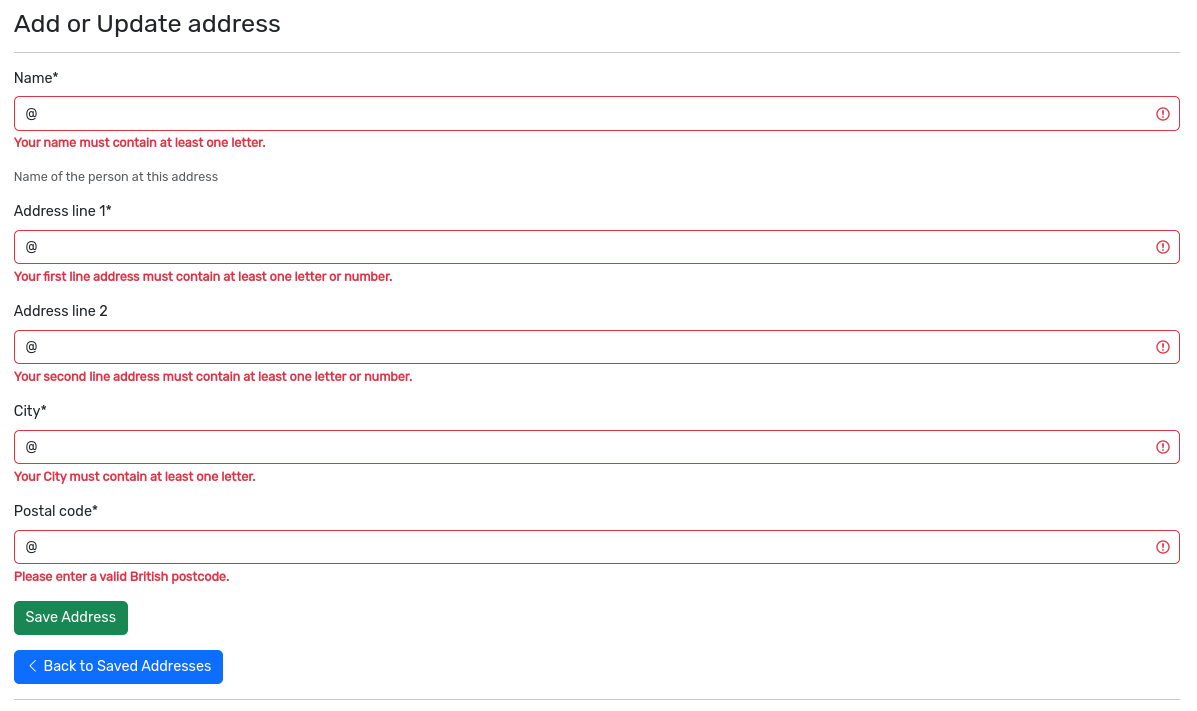 Add or Update address
Name*
@
Your name must contain at least one letter.
Name of the person at this address
Address line 1*
@
Your first line address must contain at least one letter or number.
Address line 2
@
Your second line address must contain at least one letter or number.
City*
@
Your City must contain at least one letter.
Postal code*
@
Please enter a valid British postcode.
Save Address
Back to Saved Addresses